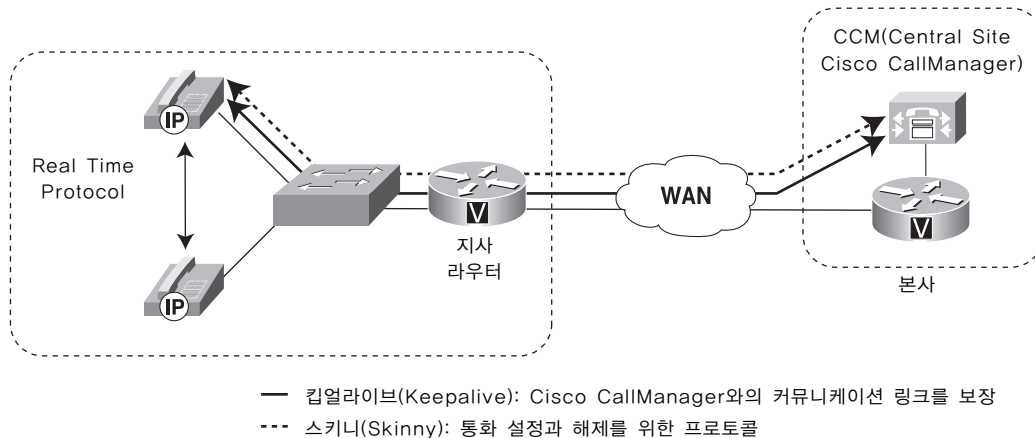 CCM(Central Site
Cisco CallManager)
IP
Real Time
Protocol
WAN
V
지사
라우터
V
본사
IP
킵얼라이브(Keepalive): Cisco CallManager와의 커뮤니케이션 링크를 보장
스키니(Skinny): 통화 설정과 해제를 위한 프로토콜